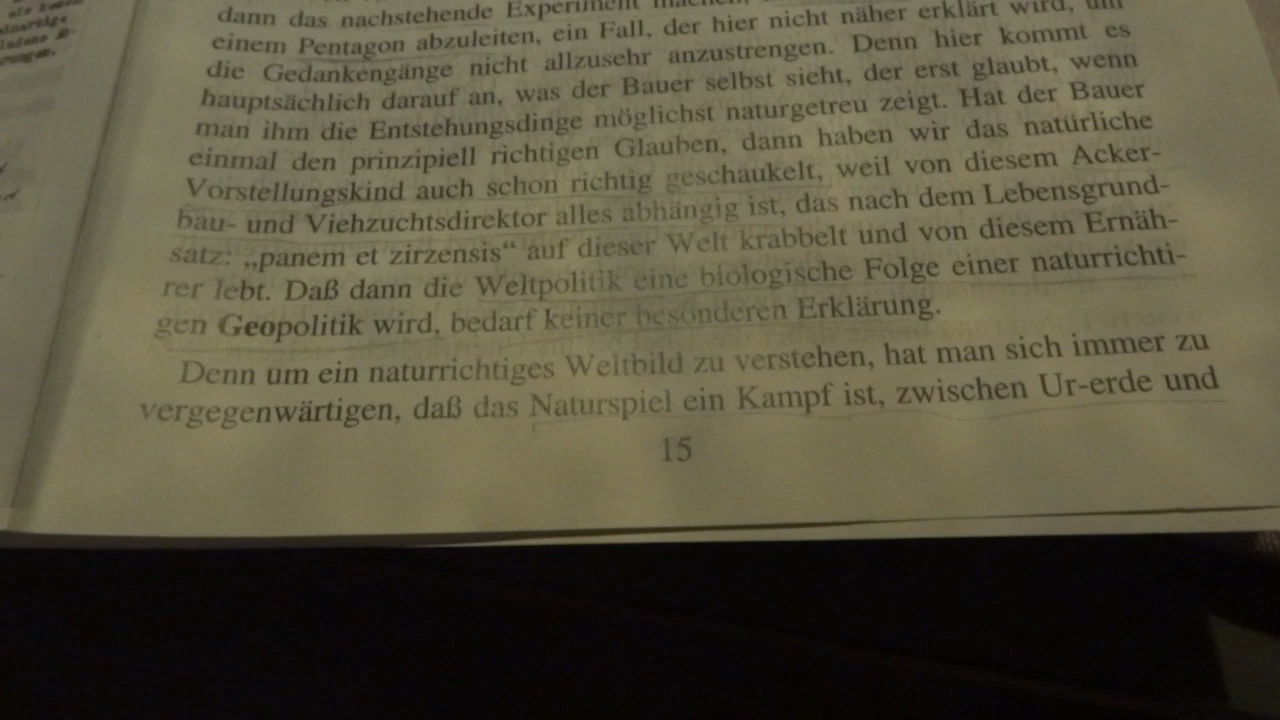 dann das nachstehende Experiment machen,
einem Pentagon abzuleiten, ein Fall, der hier nicht näher erklärt wird, um
die Gedankengänge nicht allzusehr anzustrengen. Denn hier kommt es
hauptsächlich darauf an, was der Bauer selbst sieht, der erst glaubt, wenn
man ihm die Entstehungsdinge möglichst naturgetreu zeigt. Hat der Bauer
einmal den prinzipiell richtigen Glauben, dann haben wir das natürliche
Vorstellungskind auch schon richtig geschaukelt, weil von diesem Acker-
bau- und Viehzuchtsdirektor alles abhängig ist, das nach dem Lebensgrund-
satz: „panem et zirzensis“ auf dieser Welt krabbelt und von diesem Ernäh-
rer lebt. Daß dann die Weltpolitik eine biologische Folge einer naturrichti-
gen Geopolitik wird, bedarf keiner besonderen Erklärung.
Denn um ein naturrichtiges Weltbild zu verstehen, hat man sich immer zu
vergegenwärtigen, daß das Naturspiel ein Kampf ist, zwischen Ur-erde und
15